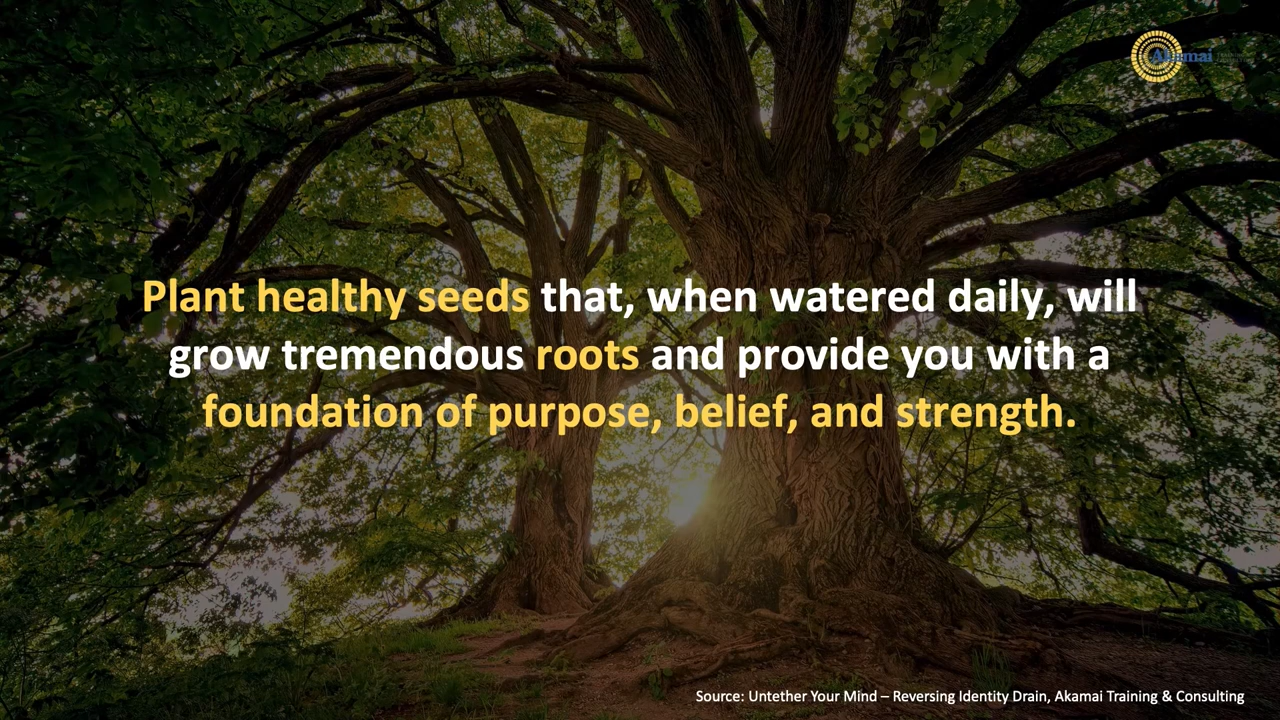 Akamai
Plant healthy seeds that, when watered daily, will
grow tremendous roots and provide you with a
foundation of purpose, belief, and strength.
Source: Untether Your Mind – Reversing Identity Drain, Akamai Training & Consulting